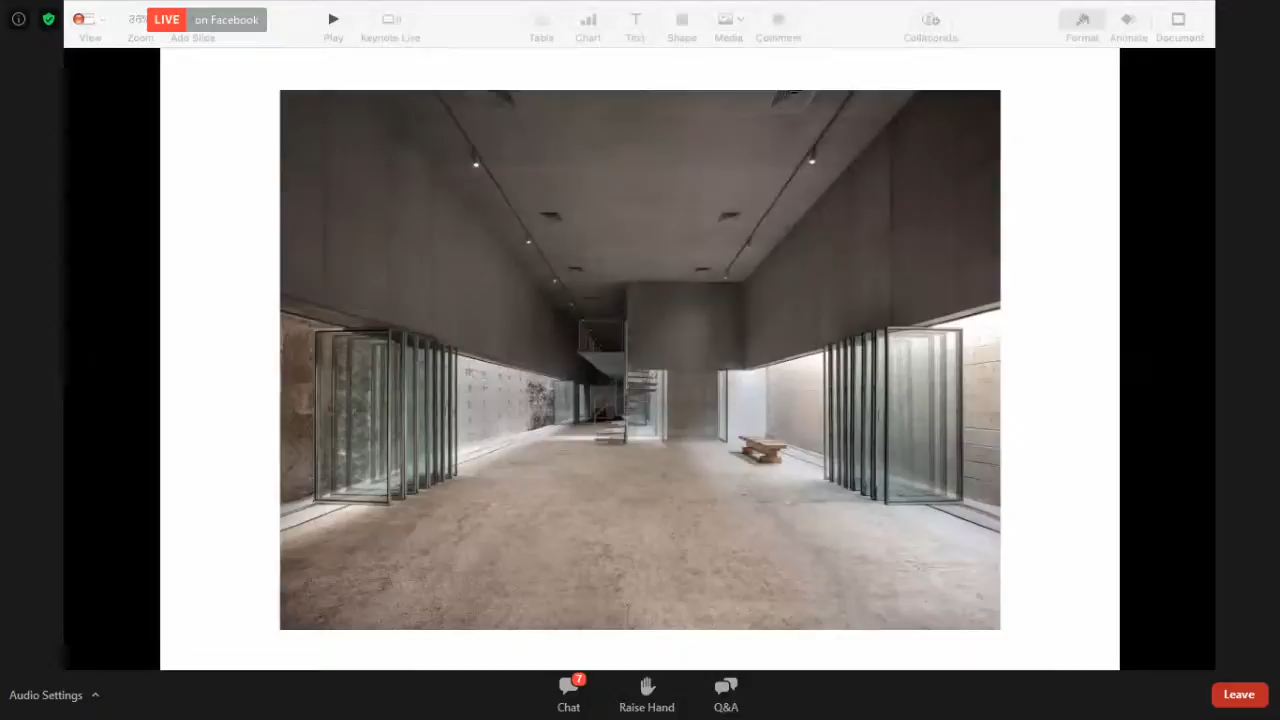 LIVE on Facebook
View Zoom Add Slide Play Keynote Live Table Chart Text Shape Media Comment Collaborate Format Animate Document
Audio Settings
7
Chat Raise Hand Q&A
Leave